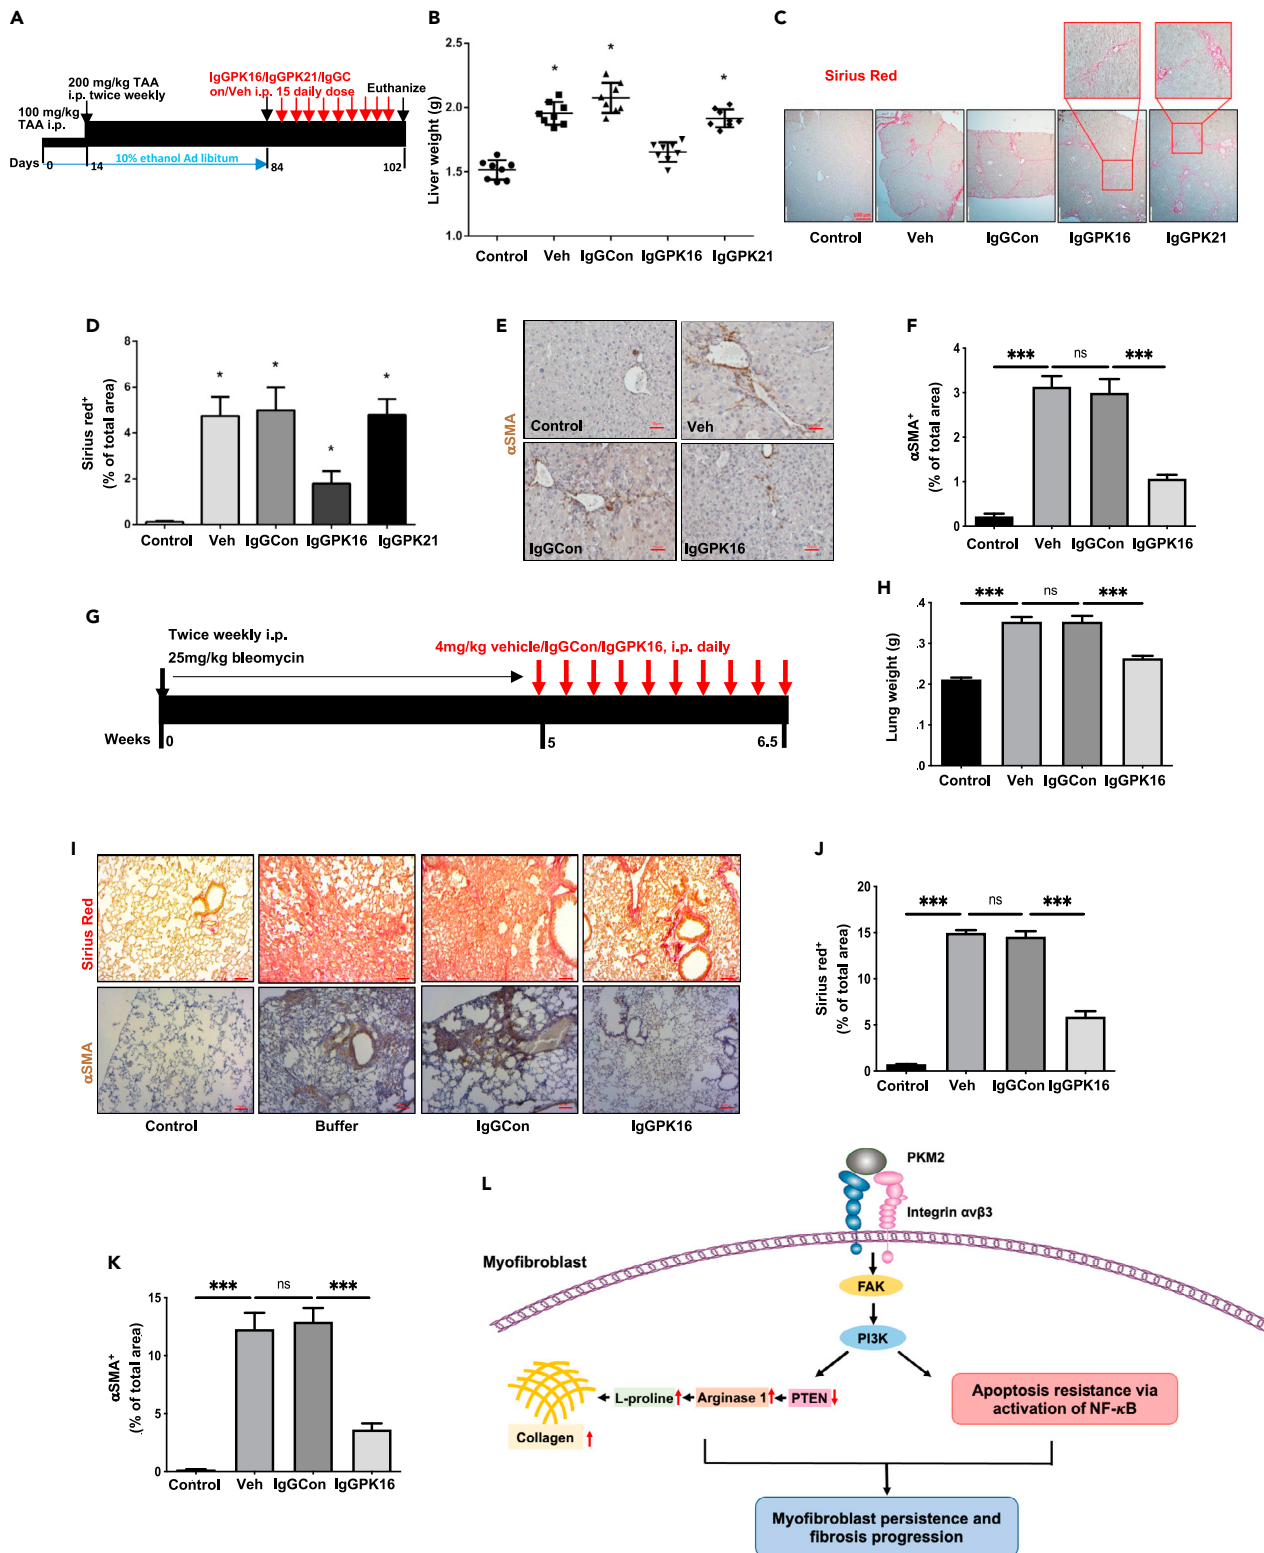 A
200 mg/kg TAA
i.p. twice weekly
100 mg/kg
TAA i.p.
IgGPK16/IgGPK21/IgGC
on/Veh i.p. 15 daily dose
Euthanize
10% ethanol Ad libitum
Days 0 14 84 102
B
Liver weight (g)
2.5
2.0
1.5
1.0
* * *
Control Veh IgGCon IgGPK16 IgGPK21
C
Sirius Red
100 µm
Control Veh IgGCon IgGPK16 IgGPK21
D
Sirius red+
(% of total area)
8
6
4
2
0
* * * *
Control Veh IgGCon IgGPK16 IgGPK21
E
αSMA
Control
Veh
IgGCon
IgGPK16
F
αSMA+
(% of total area)
4
3
2
1
0
*** ns ***
Control Veh IgGCon IgGPK16
G
Twice weekly i.p.
25mg/kg bleomycin
4mg/kg vehicle/IgGCon/IgGPK16, i.p. daily
Weeks 0 5 6.5
H
Lung weight (g)
.4
.3
.2
.1
.0
*** ns ***
Control Veh IgGCon IgGPK16
I
Sirius Red
αSMA
Control Buffer IgGCon IgGPK16
J
Sirius red+
(% of total area)
20
15
10
5
0
*** ns ***
Control Veh IgGCon IgGPK16
K
αSMA+
(% of total area)
15
10
5
0
*** ns ***
Control Veh IgGCon IgGPK16
L
PKM2
Integrin αvβ3
Myofibroblast
FAK
PI3K
L-proline Arginase 1 PTEN
Collagen
Apoptosis resistance via
activation of NF-κB
Myofibroblast persistence and
fibrosis progression